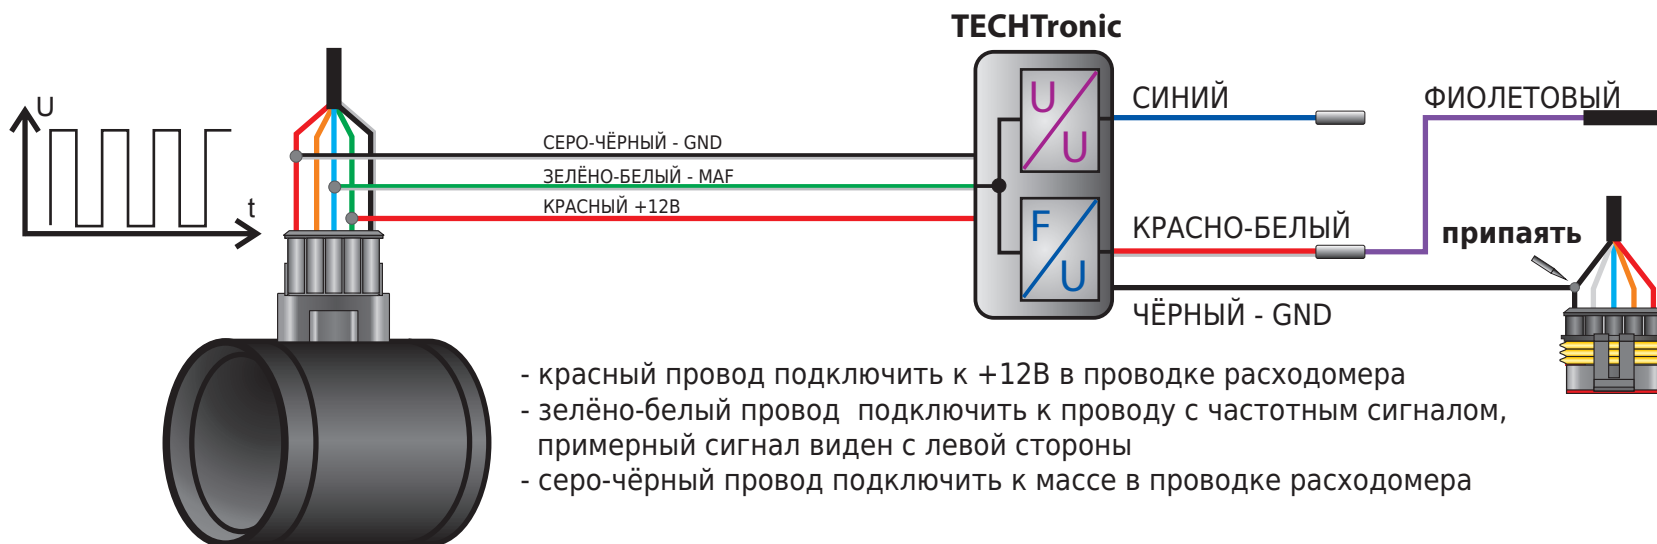 TECHTronic
U
t
СЕРО-ЧЁРНЫЙ - GND
ЗЕЛЁНО-БЕЛЫЙ - MAF
КРАСНЫЙ +12В
U
U
F
U
СИНИЙ
ФИОЛЕТОВЫЙ
КРАСНО-БЕЛЫЙ
припаять
ЧЁРНЫЙ - GND
- красный провод подключить к +12В в проводке расходомера
- зелёно-белый провод подключить к проводу с частотным сигналом,
примерный сигнал виден с левой стороны
- серо-чёрный провод подключить к массе в проводке расходомера